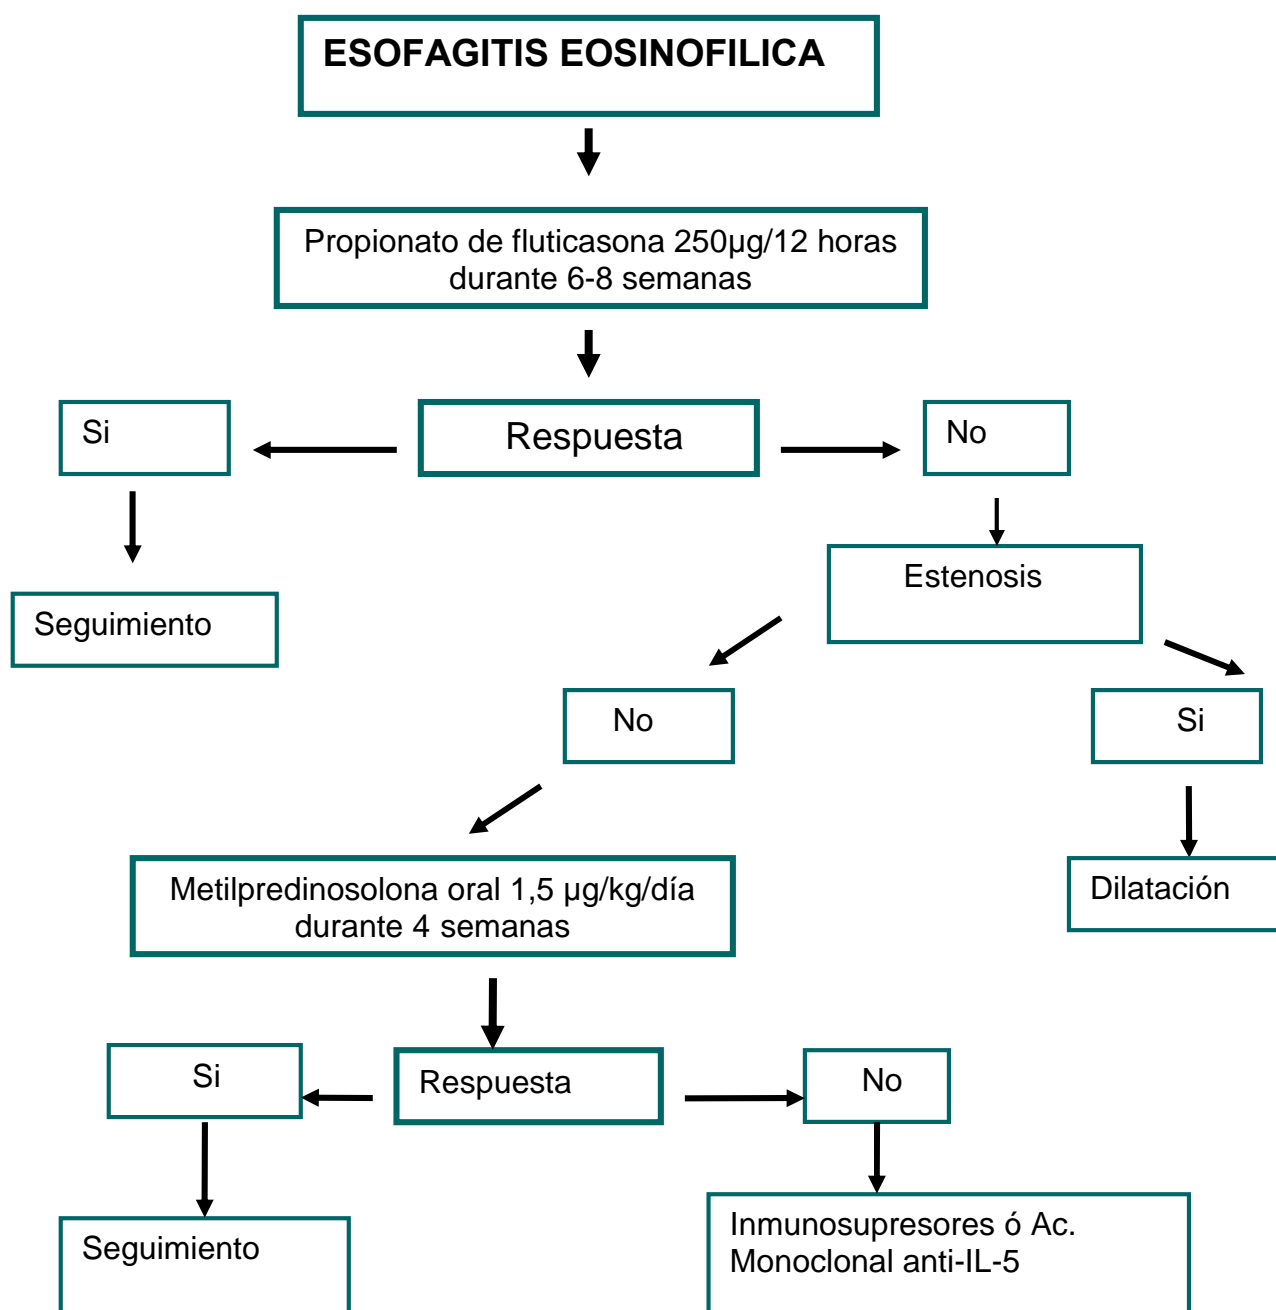 ESOFAGITIS EOSINOFILICA
Propionato de fluticasona 250µg/12 horas
durante 6-8 semanas
Si
Respuesta
No
Estenosis
Seguimiento
No
Si
Metilpredinosolona oral 1,5 µg/kg/día
durante 4 semanas
Dilatación
Si
Respuesta
No
Seguimiento
Inmunosupresores ó Ac.
Monoclonal anti-IL-5